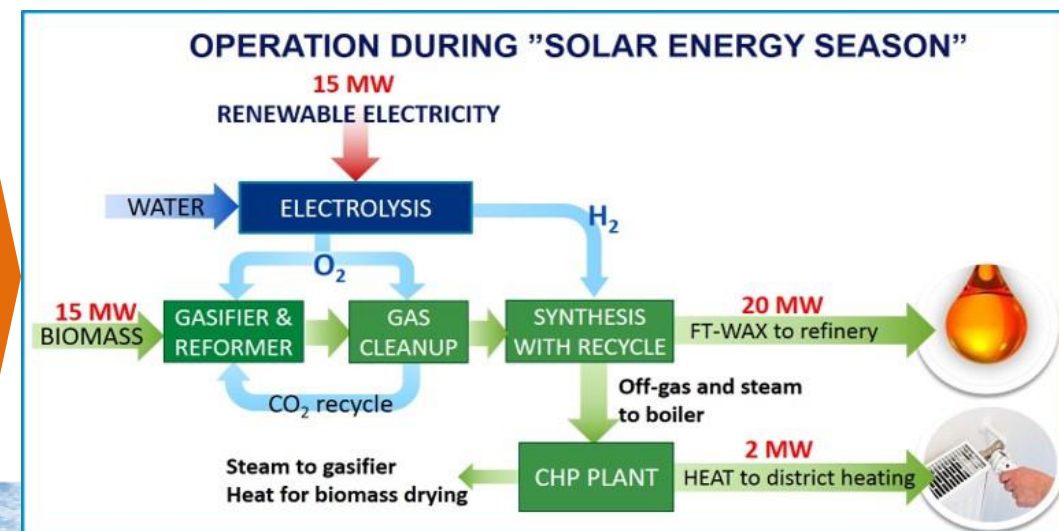 OPERATION DURING ”SOLAR ENERGY SEASON”
15 MW
RENEWABLE ELECTRICITY
WATER
ELECTROLYSIS
H₂
O₂
15 MW
BIOMASS
GASIFIER &
REFORMER
GAS
CLEANUP
SYNTHESIS
WITH RECYCLE
20 MW
FT-WAX to refinery
CO₂ recycle
Off-gas and steam
to boiler
Steam to gasifier
Heat for biomass drying
CHP PLANT
2 MW
HEAT to district heating